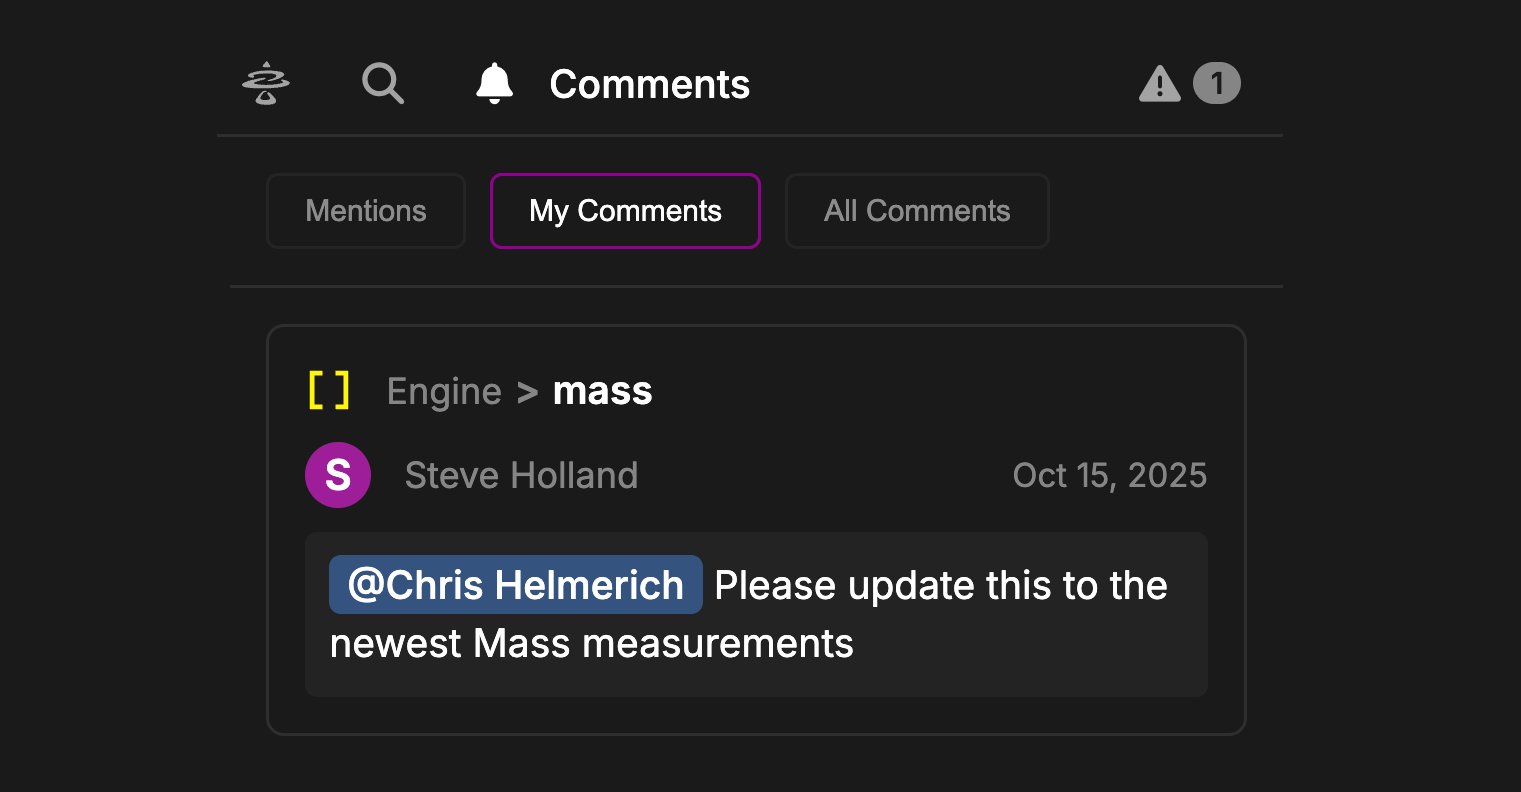 Comments 1
Mentions My Comments All Comments
[] Engine > mass
S Steve Holland Oct 15, 2025
@Chris Helmerich Please update this to the
newest Mass measurements